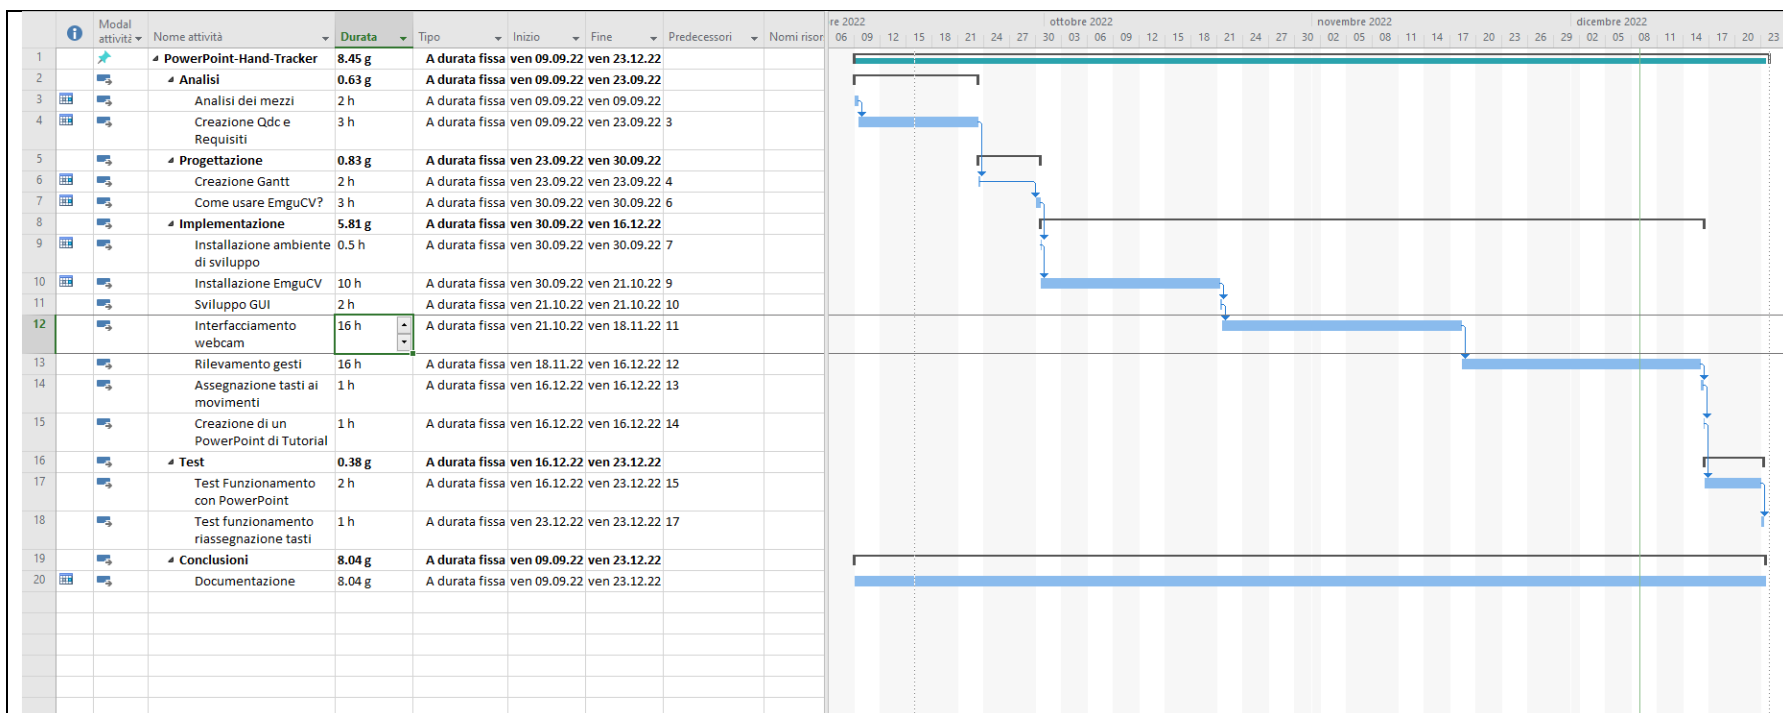 re 2022 ottobre 2022 novembre 2022 dicembre 2022
Modal
attività Nome attività Durata Tipo Inizio Fine Predecessori Nomi risor
06 09 12 15 18 21 24 27 30 03 06 09 12 15 18 21 24 27 30 02 05 08 11 14 17 20 23 26 29 02 05 08 11 14 17 20 23
1 PowerPoint-Hand-Tracker 8.45 g A durata fissa ven 09.09.22 ven 23.12.22
2 Analisi 0.63 g A durata fissa ven 09.09.22 ven 23.09.22
3 Analisi dei mezzi 2 h A durata fissa ven 09.09.22 ven 09.09.22
4 Creazione Qdc e 3 h A durata fissa ven 09.09.22 ven 23.09.22 3
Requisiti
5 Progettazione 0.83 g A durata fissa ven 23.09.22 ven 30.09.22
6 Creazione Gantt 2 h A durata fissa ven 23.09.22 ven 23.09.22 4
7 Come usare EmguCV? 3 h A durata fissa ven 30.09.22 ven 30.09.22 6
8 Implementazione 5.81 g A durata fissa ven 30.09.22 ven 16.12.22
9 Installazione ambiente 0.5 h A durata fissa ven 30.09.22 ven 30.09.22 7
di sviluppo
10 Installazione EmguCV 10 h A durata fissa ven 30.09.22 ven 21.10.22 9
11 Sviluppo GUI 2 h A durata fissa ven 21.10.22 ven 21.10.22 10
12 Interfacciamento 16 h A durata fissa ven 21.10.22 ven 18.11.22 11
webcam
13 Rilevamento gesti 16 h A durata fissa ven 18.11.22 ven 16.12.22 12
14 Assegnazione tasti ai 1 h A durata fissa ven 16.12.22 ven 16.12.22 13
movimenti
15 Creazione di un 1 h A durata fissa ven 16.12.22 ven 16.12.22 14
PowerPoint di Tutorial
16 Test 0.38 g A durata fissa ven 16.12.22 ven 23.12.22
17 Test Funzionamento 2 h A durata fissa ven 16.12.22 ven 23.12.22 15
con PowerPoint
18 Test funzionamento 1 h A durata fissa ven 23.12.22 ven 23.12.22 17
riassegnazione tasti
19 Conclusioni 8.04 g A durata fissa ven 09.09.22 ven 23.12.22
20 Documentazione 8.04 g A durata fissa ven 09.09.22 ven 23.12.22